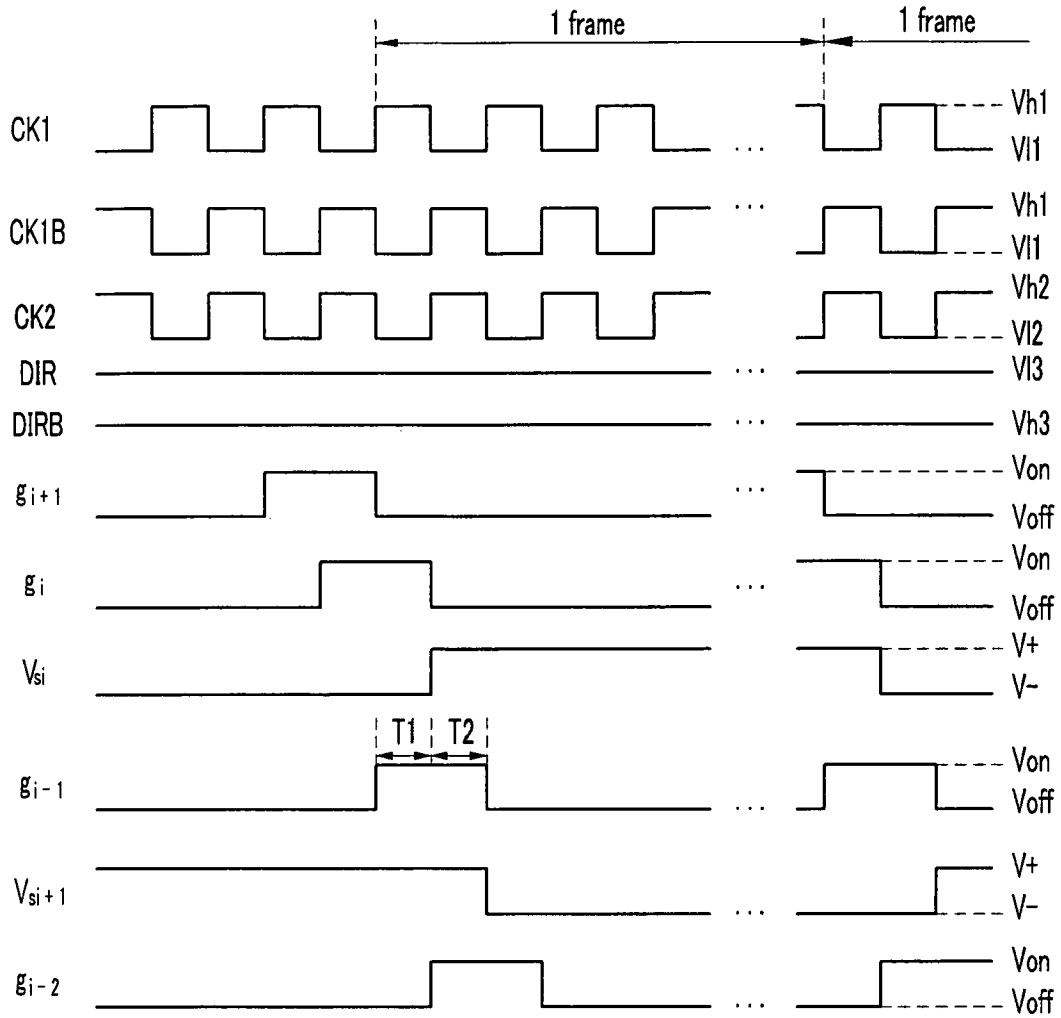 1 frame 1 frame
CK1 Vh1
Vl1
CK1B Vh1
Vl1
CK2 Vh2
Vl2
DIR ... Vl3
DIRB ... Vh3
gi+1 ... Von
Voff
gi ... Von
Voff
Vsi ... V+
V-
T1 T2
gi-1 ... Von
Voff
Vsi+1 ... V+
V-
gi-2 ... Von
Voff